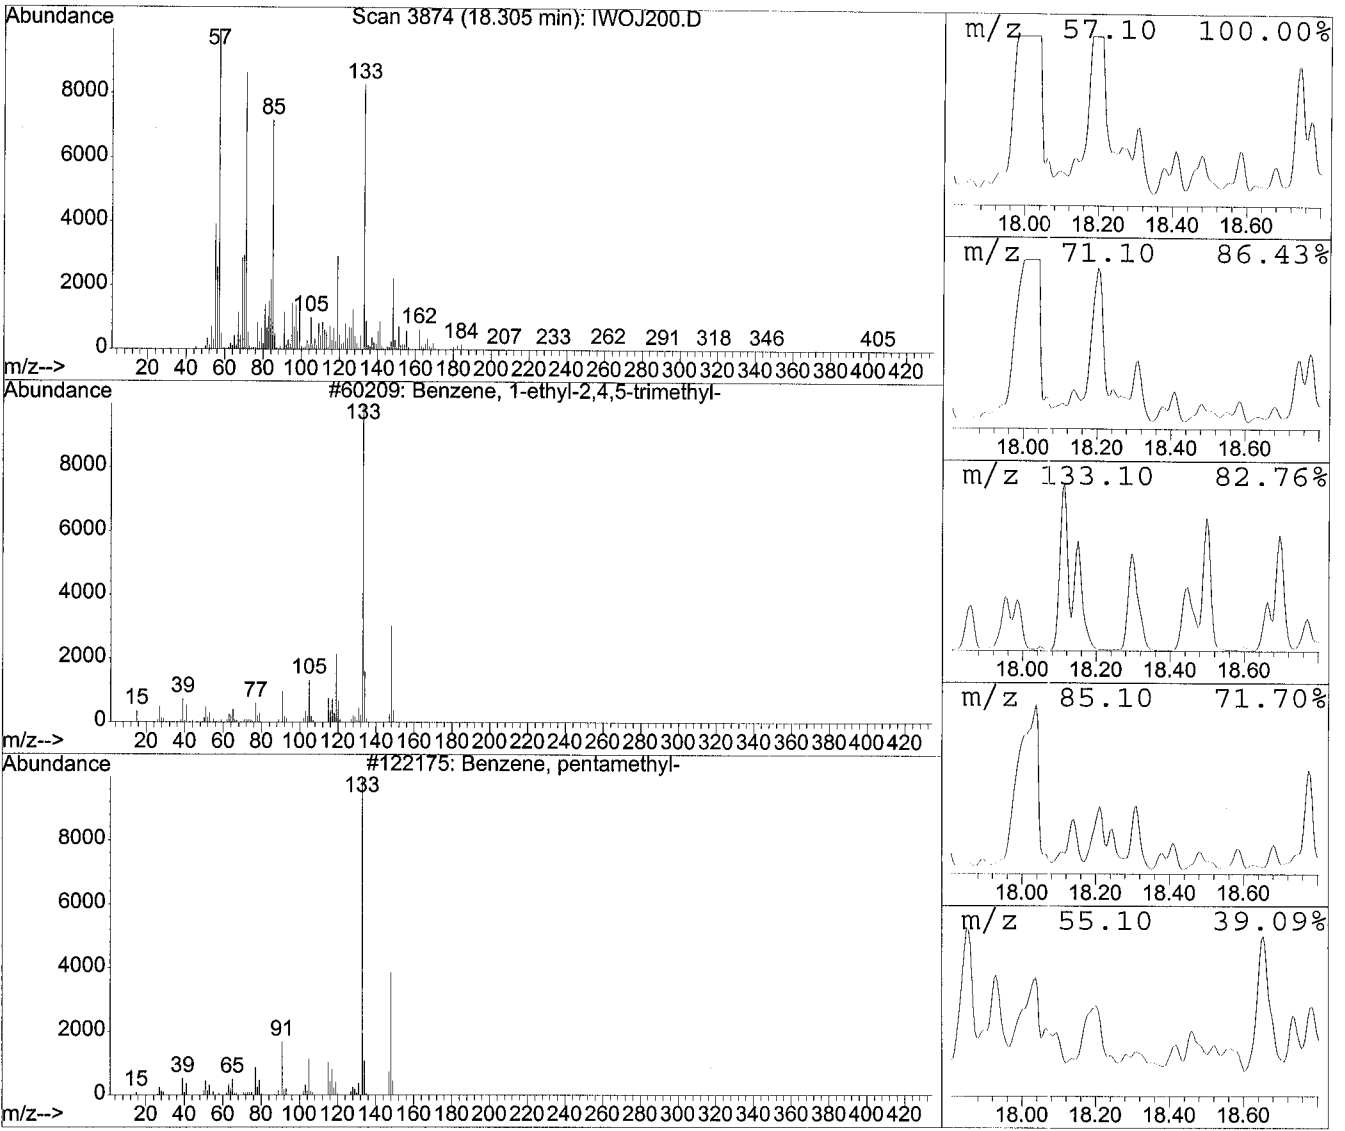 Abundance
Scan 3874 (18.305 min): IWOJ200.D
57
133
85
105
162
184
207
233
262
291
318
346
405
8000
6000
4000
2000
0
m/z-->
20 40 60 80 100 120 140 160 180 200 220 240 260 280 300 320 340 360 380 400 420
Abundance
#60209: Benzene, 1-ethyl-2,4,5-trimethyl-
133
105
15
39
77
8000
6000
4000
2000
0
m/z-->
20 40 60 80 100 120 140 160 180 200 220 240 260 280 300 320 340 360 380 400 420
Abundance
#122175: Benzene, pentamethyl-
133
91
15
39
65
8000
6000
4000
2000
0
m/z-->
20 40 60 80 100 120 140 160 180 200 220 240 260 280 300 320 340 360 380 400 420
m/z 57.10 100.00%
18.00 18.20 18.40 18.60
m/z 71.10 86.43%
18.00 18.20 18.40 18.60
m/z 133.10 82.76%
18.00 18.20 18.40 18.60
m/z 85.10 71.70%
18.00 18.20 18.40 18.60
m/z 55.10 39.09%
18.00 18.20 18.40 18.60